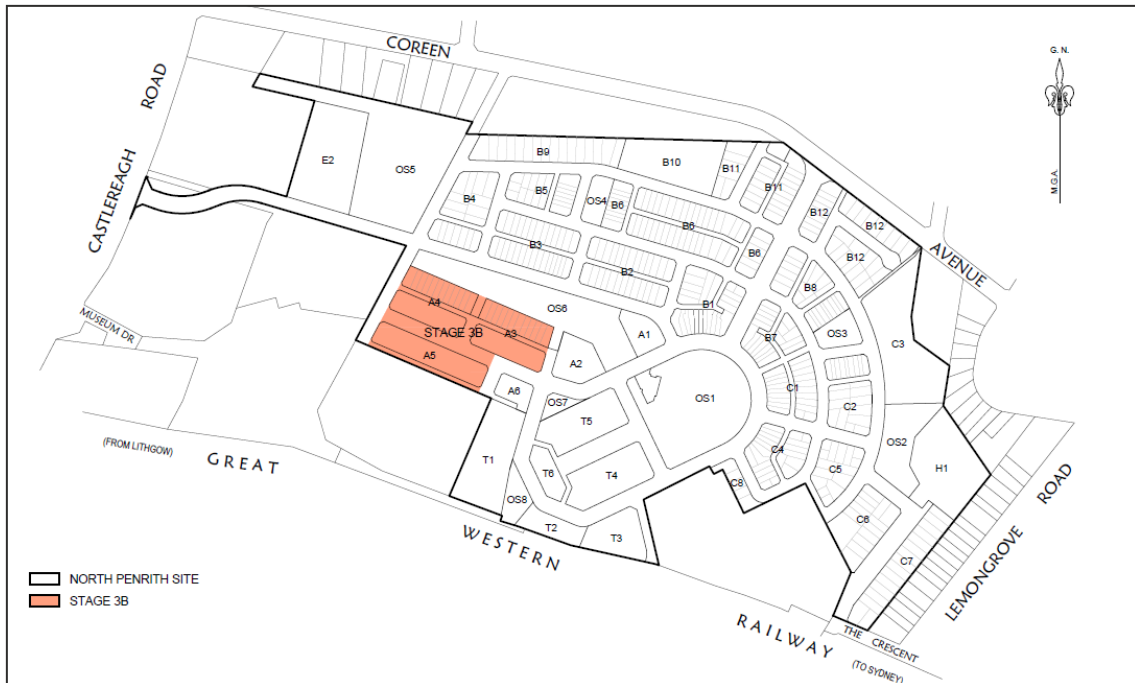 COREEN
AVENUE
CASTLEREAGH
ROAD
MUSEUM DR
(FROM LITHGOW)
GREAT
WESTERN
RAILWAY
THE CRESCENT
(TO SYDNEY)
LEMONGROVE
ROAD
G. N.
M.G.A.
E2
OS5
B9
B10
B11
B11
B4
B5
OS4
B6
B6
B6
B12
B12
B12
B3
B2
B1
B8
B7
OS3
OS6
A4
A3
STAGE 3B
A5
A1
A2
A6
OS7
OS1
C1
C2
C3
T5
T1
T6
T4
C4
C5
OS2
H1
C8
OS8
T2
T3
C6
C7
NORTH PENRITH SITE
STAGE 3B